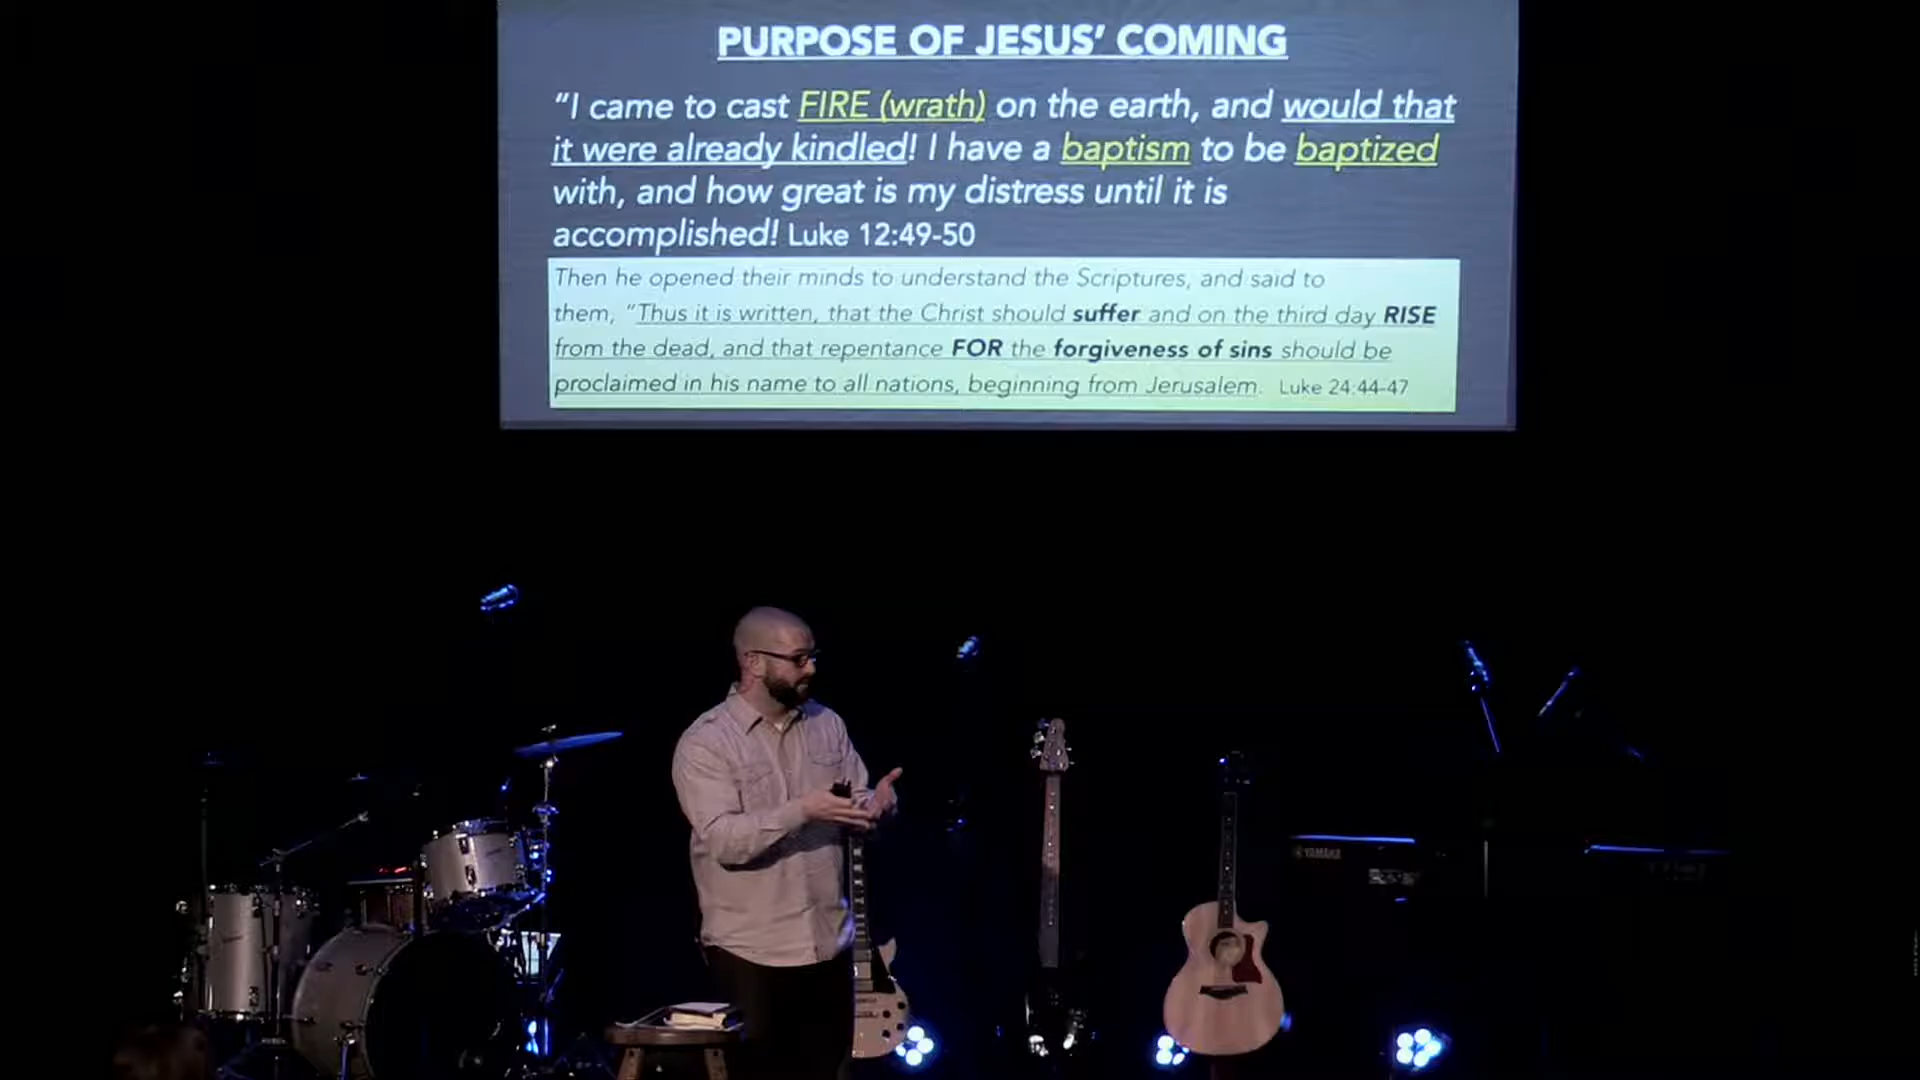 PURPOSE OF JESUS’ COMING
“I came to cast FIRE (wrath) on the earth, and would that
it were already kindled! I have a baptism to be baptized
with, and how great is my distress until it is
accomplished! Luke 12:49-50
Then he opened their minds to understand the Scriptures, and said to
them, “Thus it is written, that the Christ should suffer and on the third day RISE
from the dead, and that repentance FOR the forgiveness of sins should be
proclaimed in his name to all nations, beginning from Jerusalem. Luke 24:44-47
YAMAHA